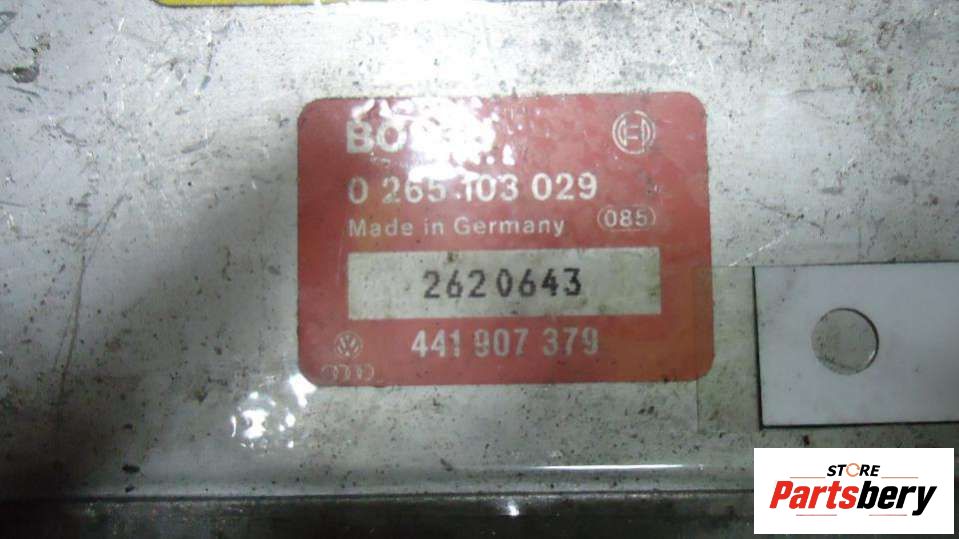 BOSCH
0 265 103 029
Made in Germany 085
2620643
441 907 379
STORE
Partsbery